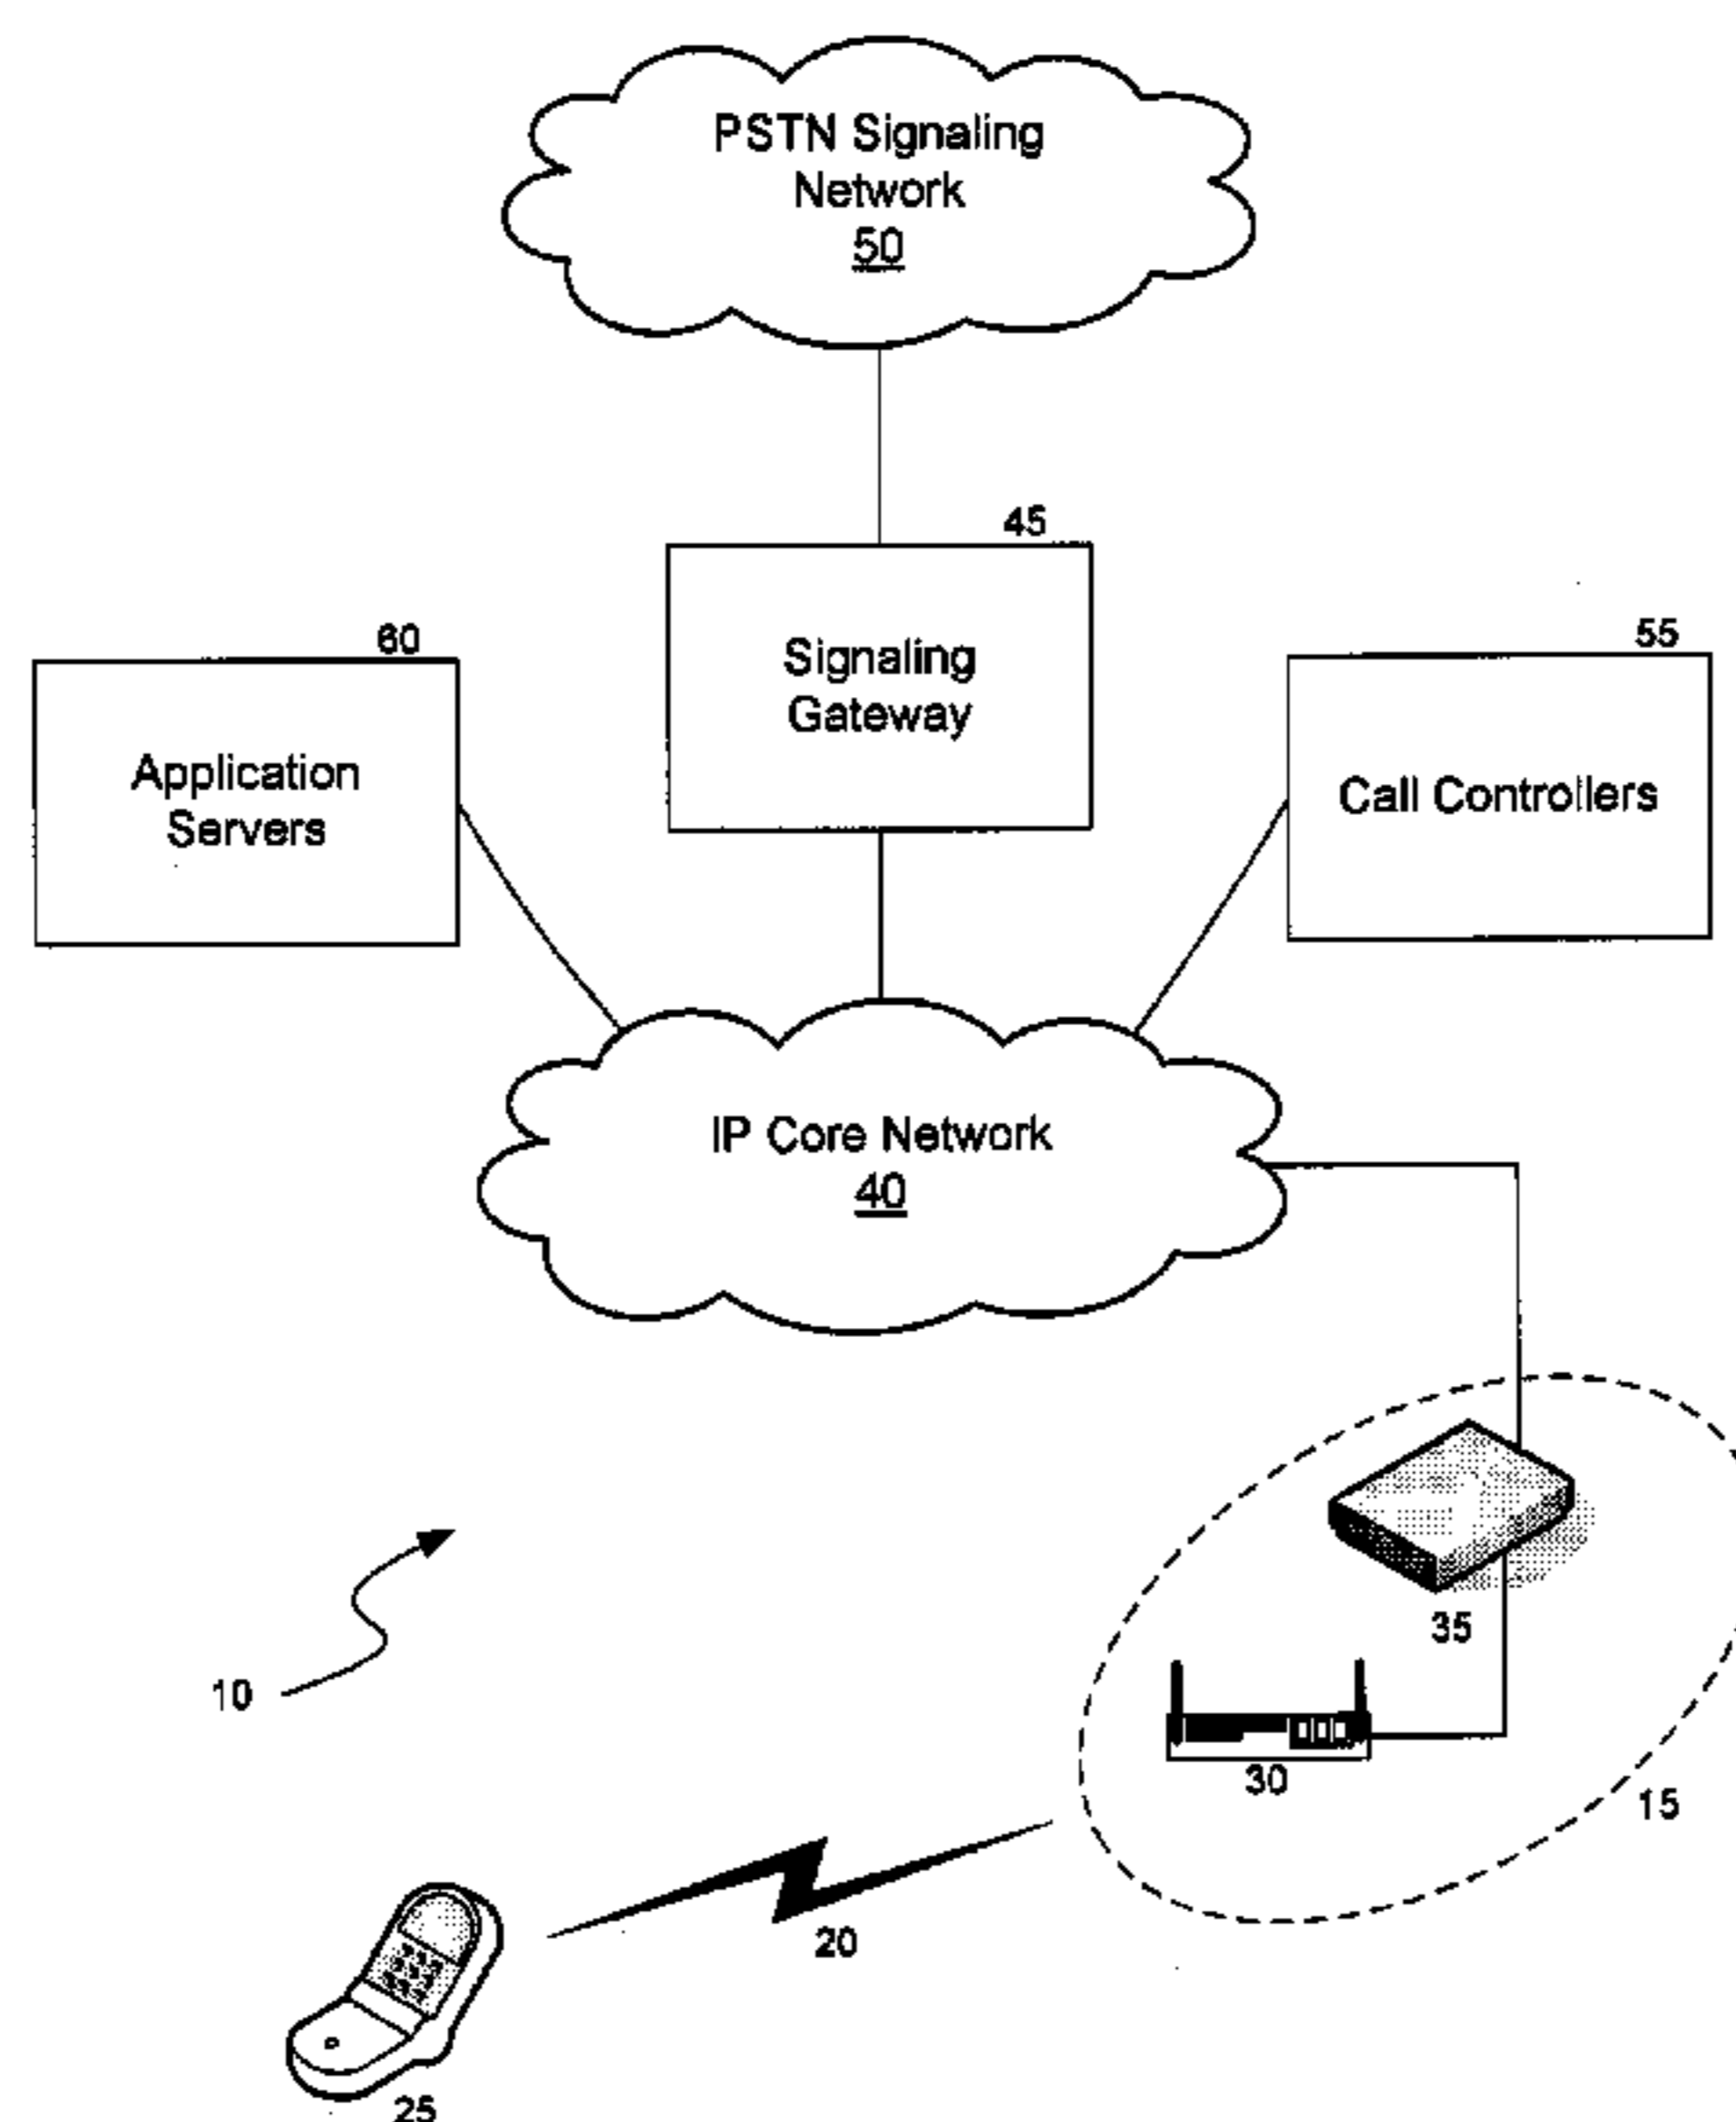 PSTN Signaling
Network
50
45
Signaling
Gateway
60
Application
Servers
55
Call Controllers
IP Core Network
40
35
10
30
15
20
25